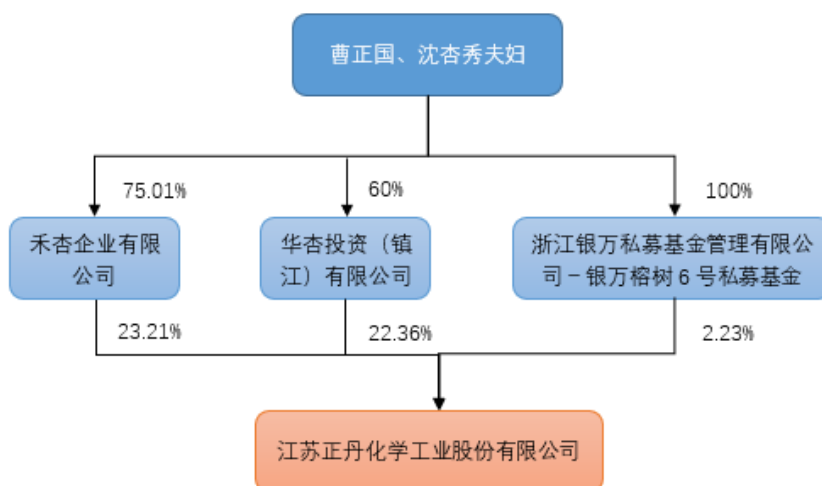 曹正国、沈杏秀夫妇
75.01%
60%
100%
禾杏企业有限
公司
华杏投资（镇
江）有限公司
浙江银万私募基金管理有限公
司－银万榕树6号私募基金
23.21%
22.36%
2.23%
江苏正丹化学工业股份有限公司